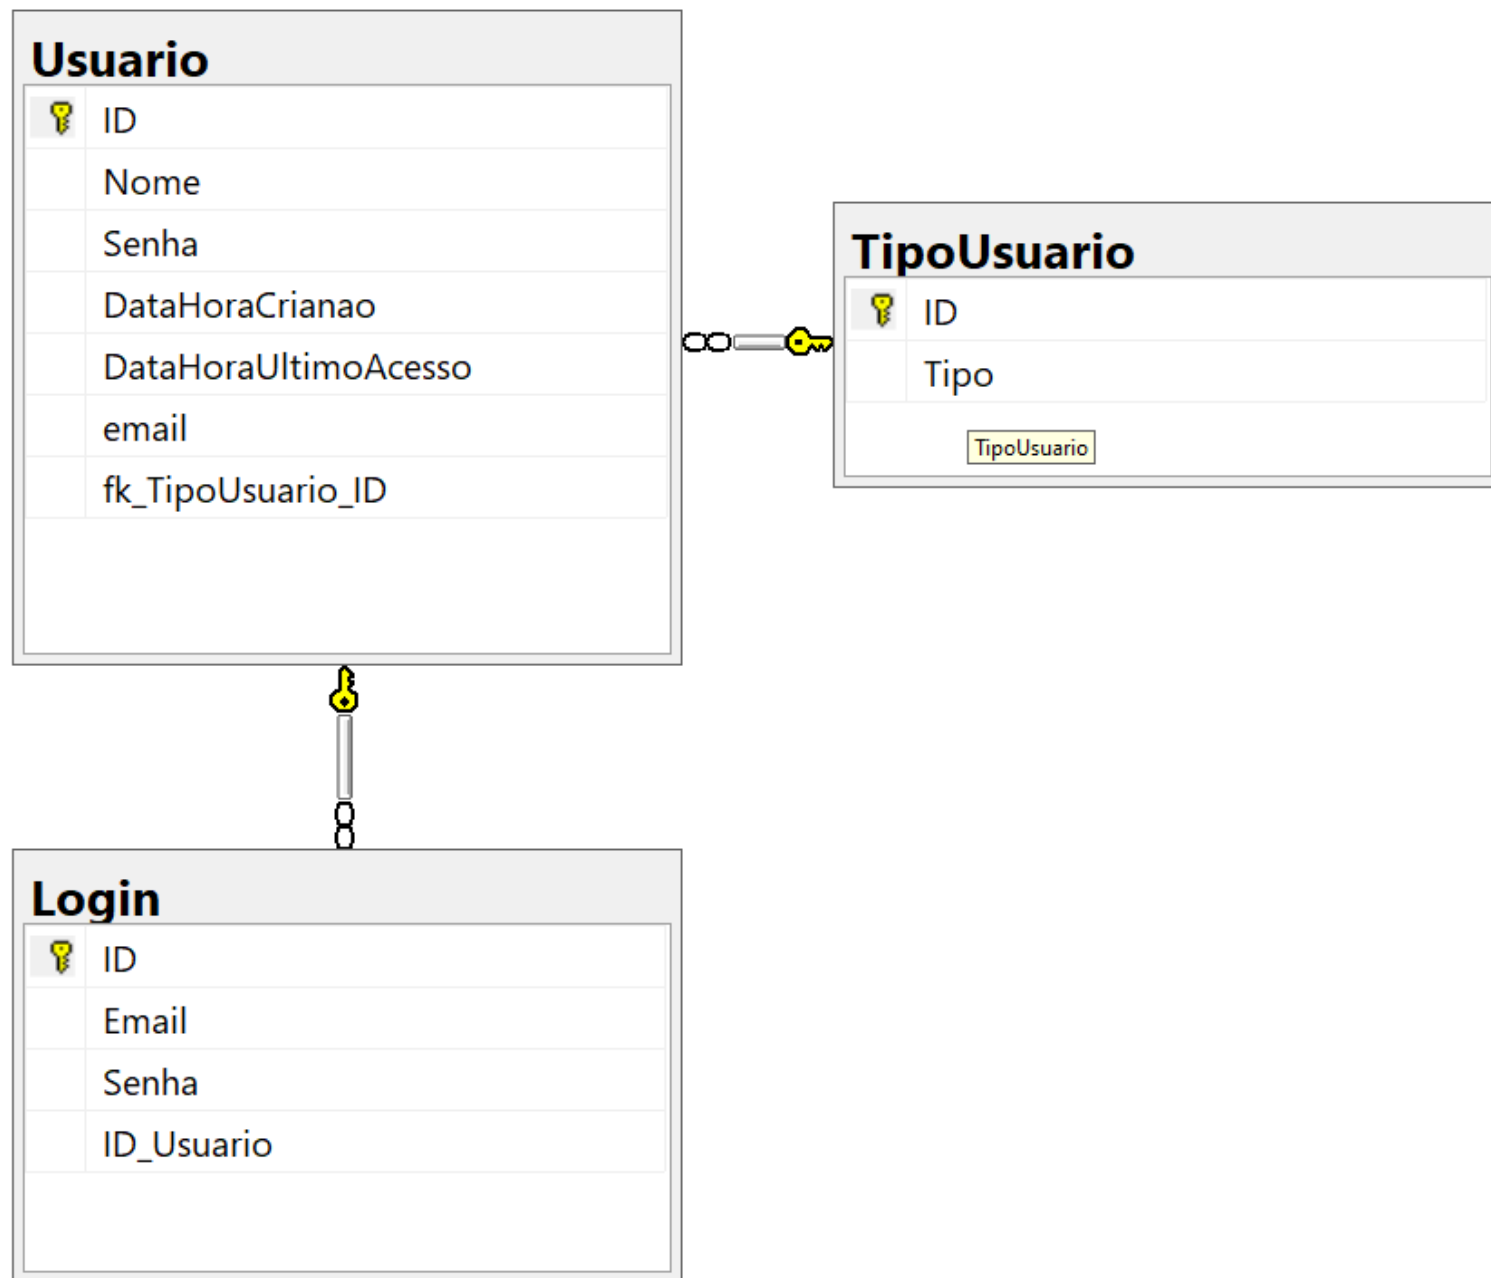 Usuario
ID
Nome
Senha
DataHoraCrianao
DataHoraUltimoAcesso
email
fk_TipoUsuario_ID
TipoUsuario
ID
Tipo
TipoUsuario
Login
ID
Email
Senha
ID_Usuario